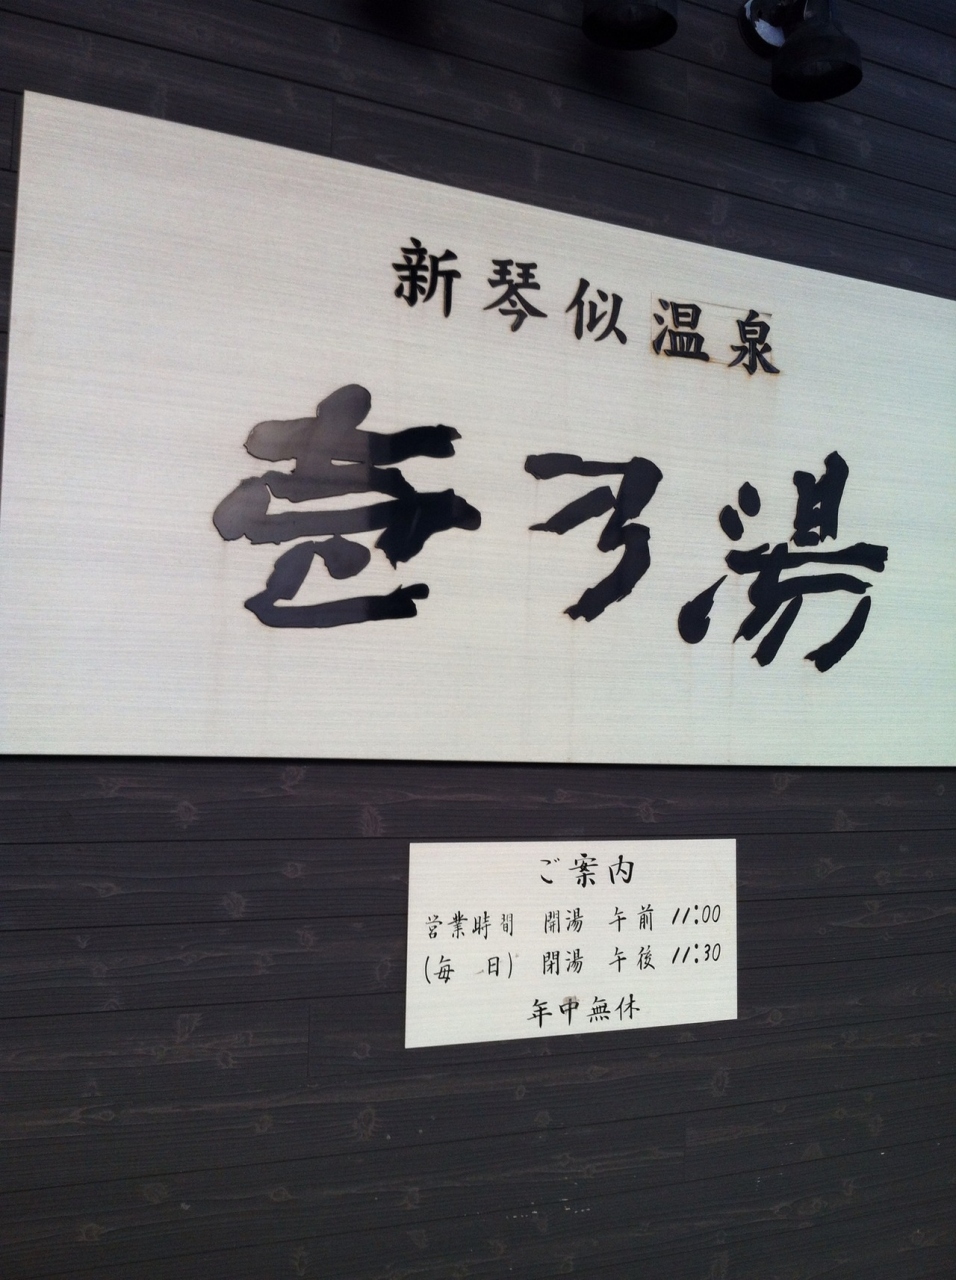 新琴似温泉
壱乃湯
ご案内
営業時間 開湯 午前 11:00
(毎 日) 閉湯 午後 11:30
年中無休